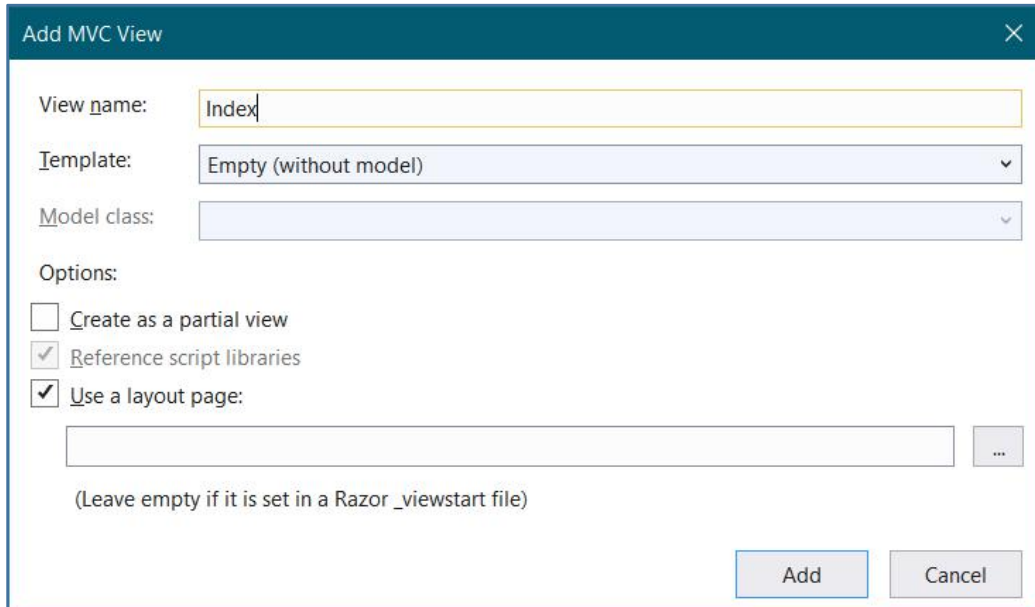 Add MVC View
View name: Index
Template: Empty (without model)
Model class:
Options:
Create as a partial view
Reference script libraries
Use a layout page:
...
(Leave empty if it is set in a Razor _viewstart file)
Add Cancel